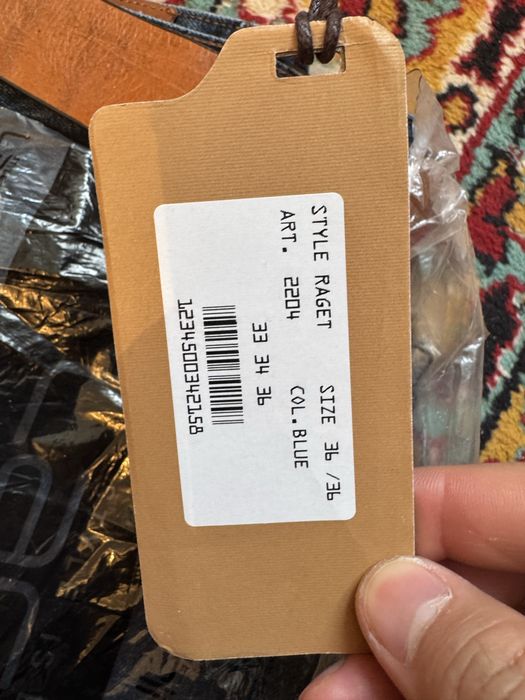 STYLE RAGET SIZE 36 /36
ART. 2204 COL.BLUE
33 34 36
1234500342158